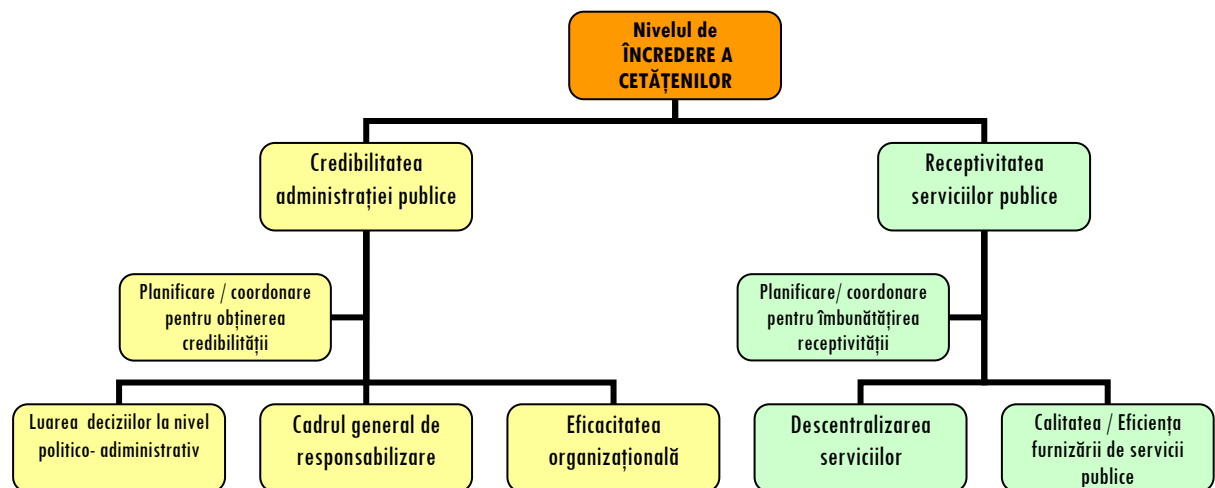 Nivelul de
ÎNCREDERE A
CETĂȚENILOR
Credibilitatea
administrației publice
Receptivitatea
serviciilor publice
Planificare / coordonare
pentru obținerea
credibilității
Planificare/ coordonare
pentru îmbunătățirea
receptivității
Luarea deciziilor la nivel
politico- adiministrativ
Cadrul general de
responsabilizare
Eficacitatea
organizațională
Descentralizarea
serviciilor
Calitatea / Eficiența
furnizării de servicii
publice